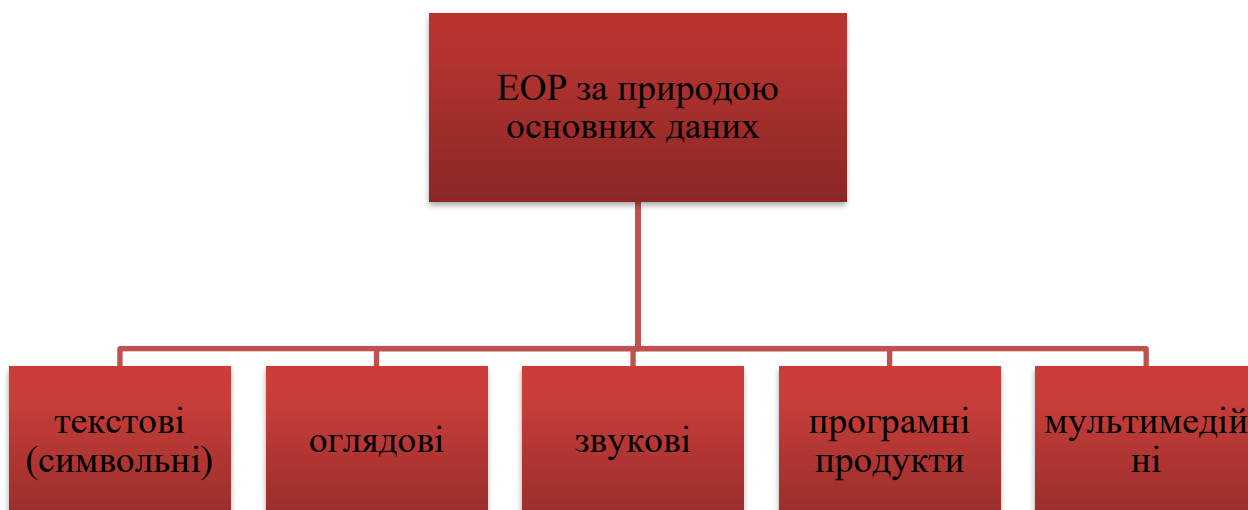 ЕОР за природою
основних даних
текстові
(символьні)
оглядові
звукові
програмні
продукти
мультимедій
ні